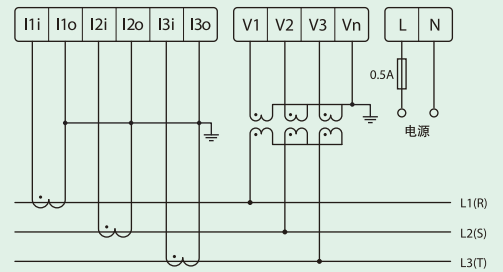 I1i I1o I2i I2o I3i I3o V1 V2 V3 Vn L N
0.5A
电源
L1(R)
L2(S)
L3(T)